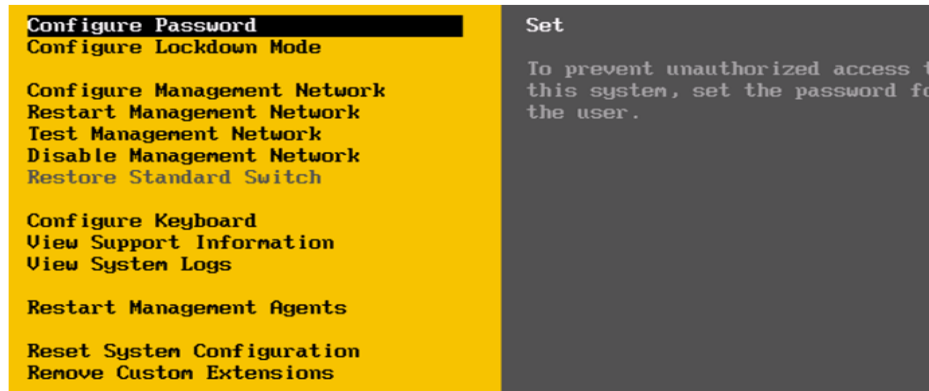 Configure Password
Configure Lockdown Mode
Configure Management Network
Restart Management Network
Test Management Network
Disable Management Network
Restore Standard Switch
Configure Keyboard
View Support Information
View System Logs
Restart Management Agents
Reset System Configuration
Remove Custom Extensions
Set
To prevent unauthorized access
this system, set the password
the user.